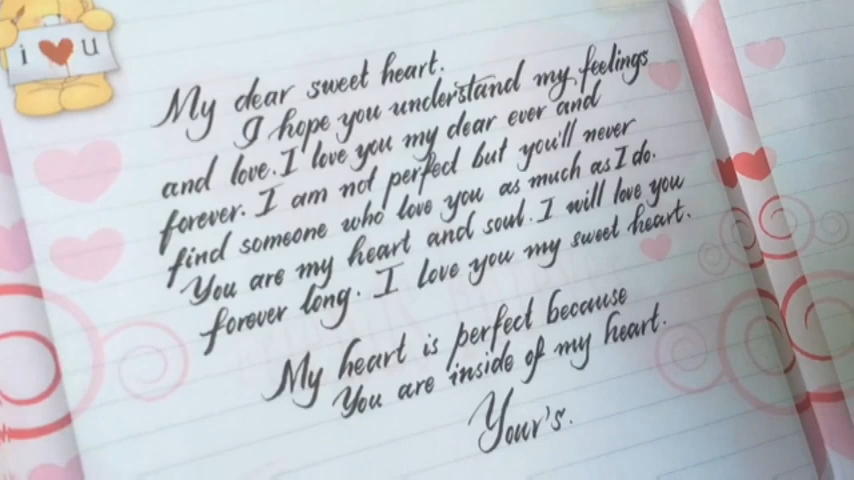 i ♥ u
My dear sweet heart.
I hope you understand my feelings
and love. I love you my dear ever and
forever. I am not perfect but you'll never
find someone who love you as much as I do.
You are my heart and soul. I will love you
forever long. I love you my sweet heart.
My heart is perfect because
You are inside of my heart.
Your's.